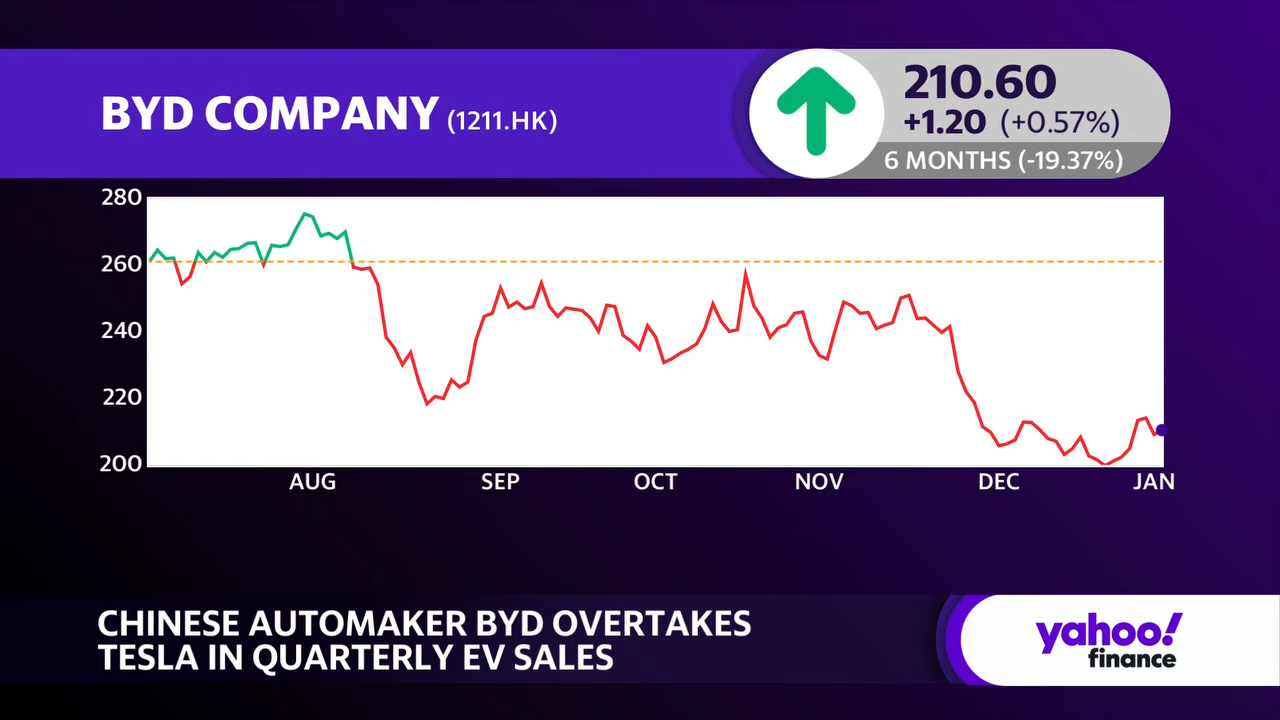 BYD COMPANY (1211.HK)
210.60
+1.20 (+0.57%)
6 MONTHS (-19.37%)
280
260
240
220
200
AUG SEP OCT NOV DEC JAN
CHINESE AUTOMAKER BYD OVERTAKES
TESLA IN QUARTERLY EV SALES
yahoo!
finance